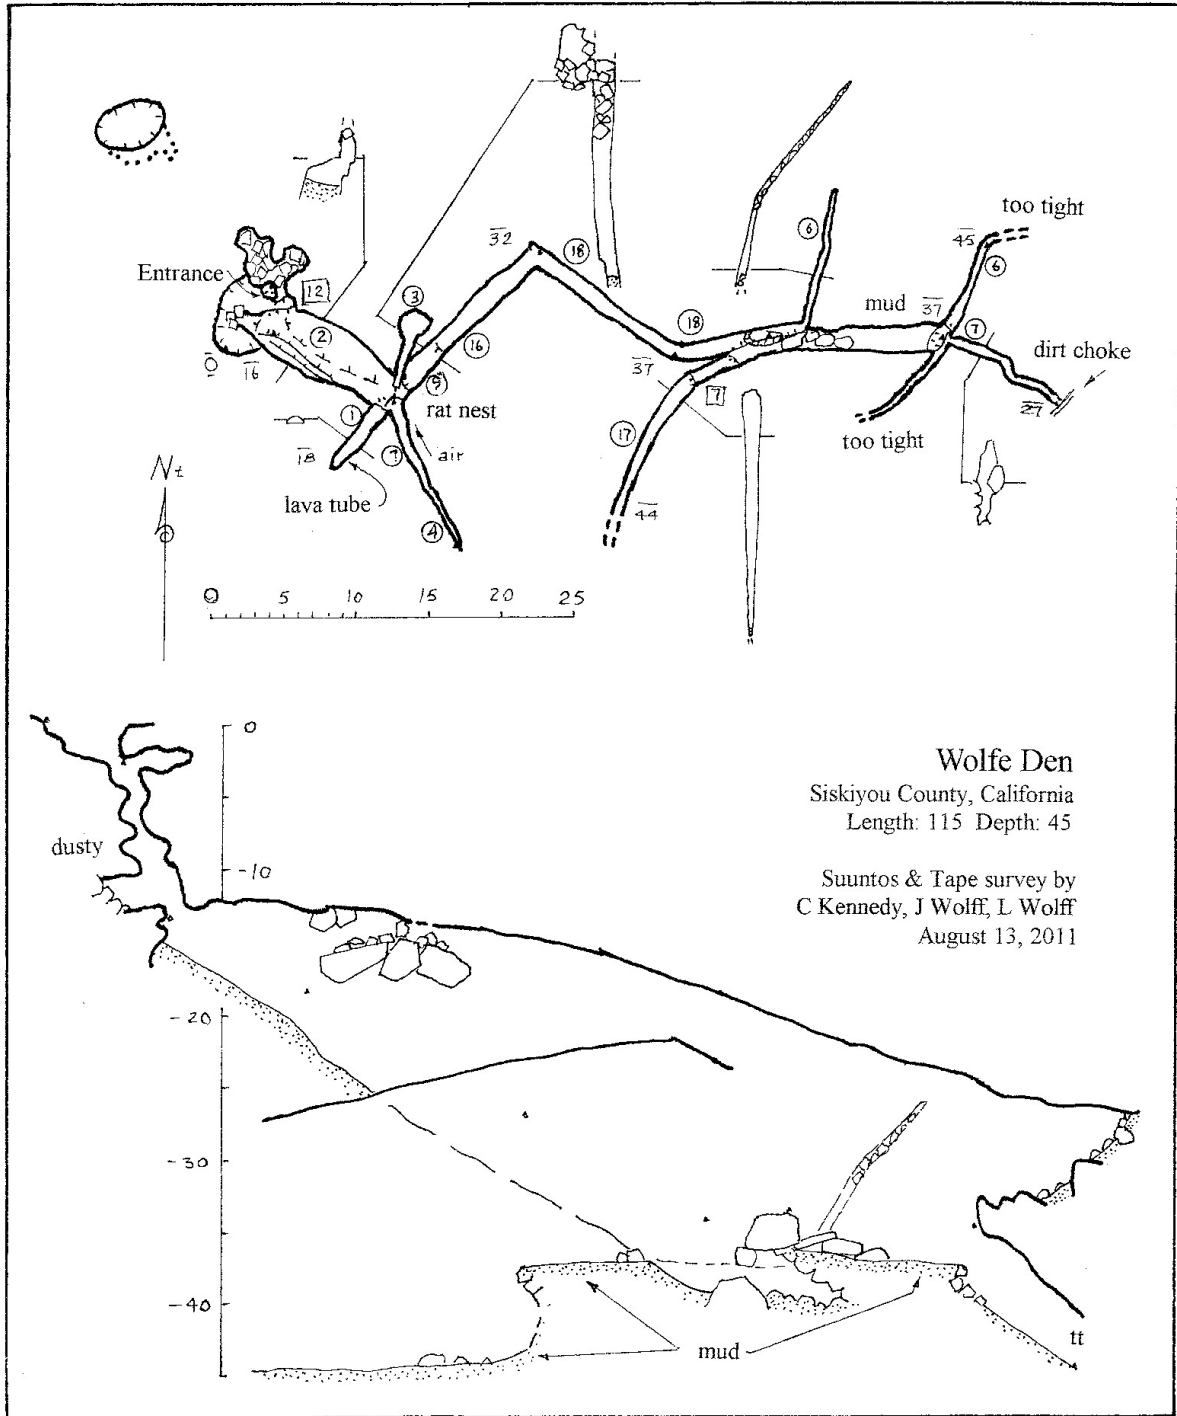 32
18
3
Entrance
12
2
16
0
16
1
9
rat nest
18
7
air
lava tube
4
Nt
6
too tight
45
6
mud
37
18
7
dirt choke
37
7
27
too tight
17
44
0 5 10 15 20 25
0
dusty
-10
-20
-30
-40
mud
tt
Wolfe Den
Siskiyou County, California
Length: 115 Depth: 45
Suuntos & Tape survey by
C Kennedy, J Wolff, L Wolff
August 13, 2011